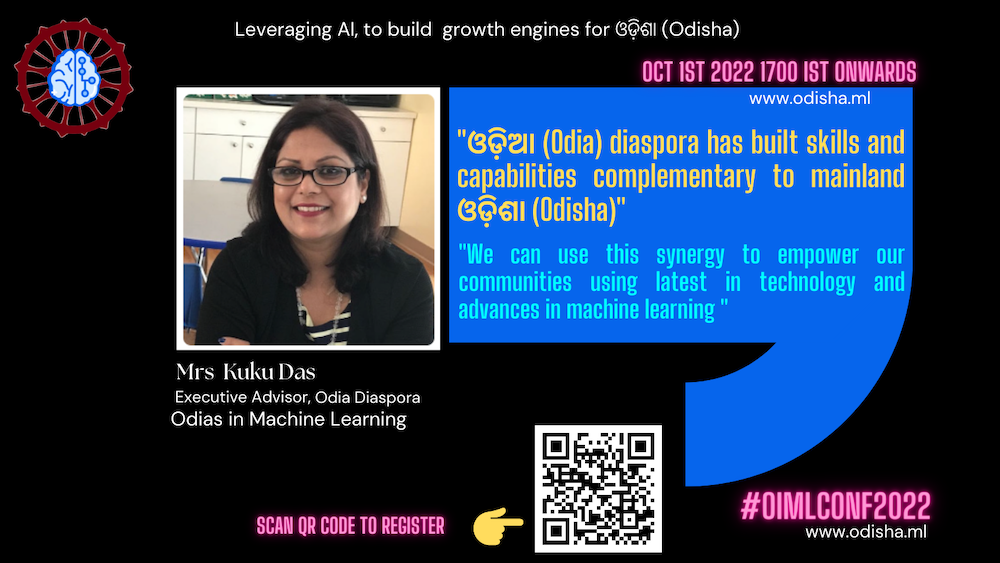 Leveraging AI, to build growth engines for ଓଡ଼ିଶା (Odisha)
OCT 1ST 2022 1700 IST ONWARDS
www.odisha.ml
"ଓଡ଼ିଆ (Odia) diaspora has built skills and
capabilities complementary to mainland
ଓଡ଼ିଶା (Odisha)"
"We can use this synergy to empower our
communities using latest in technology and
advances in machine learning "
Mrs Kuku Das
Executive Advisor, Odia Diaspora
Odias in Machine Learning
SCAN QR CODE TO REGISTER
#OIMLCONF2022
www.odisha.ml